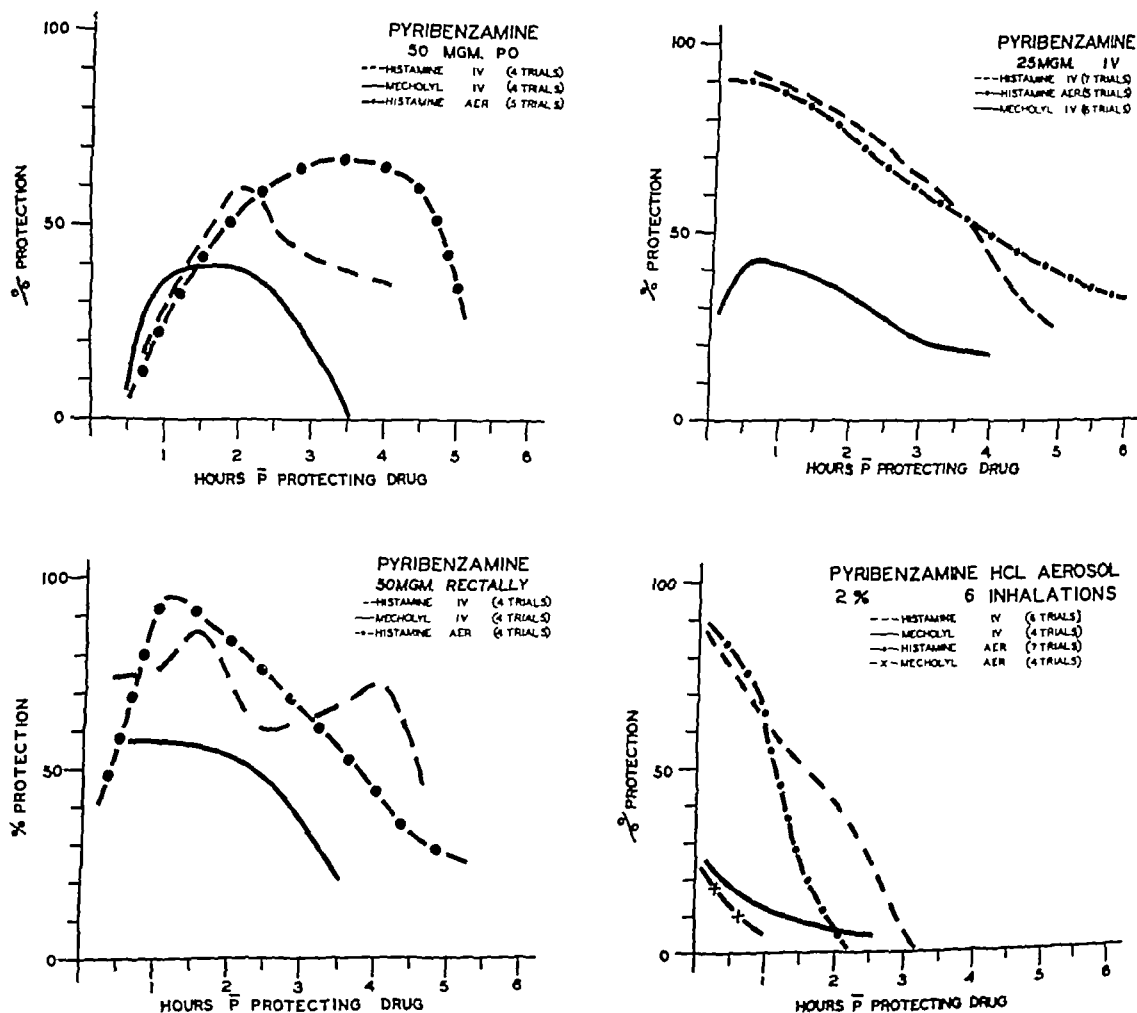 PYRIBENZAMINE
50 MGM. PO
HISTAMINE IV (4 TRIALS)
MECHOLYL IV (4 TRIALS)
HISTAMINE AER (5 TRIALS)
100
50
0
% PROTECTION
1 2 3 4 5 6
HOURS P̄ PROTECTING DRUG
PYRIBENZAMINE
25MGM. IV
HISTAMINE IV (7 TRIALS)
HISTAMINE AER (5 TRIALS)
MECHOLYL IV (6 TRIALS)
100
50
0
% PROTECTION
1 2 3 4 5 6
HOURS P̄ PROTECTING DRUG
PYRIBENZAMINE
50MGM. RECTALLY
HISTAMINE IV (4 TRIALS)
MECHOLYL IV (4 TRIALS)
HISTAMINE AER (4 TRIALS)
100
50
0
% PROTECTION
1 2 3 4 5 6
HOURS P̄ PROTECTING DRUG
PYRIBENZAMINE HCL AEROSOL
2 % 6 INHALATIONS
HISTAMINE IV (6 TRIALS)
MECHOLYL IV (4 TRIALS)
HISTAMINE AER (7 TRIALS)
MECHOLYL AER (4 TRIALS)
100
50
0
% PROTECTION
1 2 3 4 5 6
HOURS P̄ PROTECTING DRUG